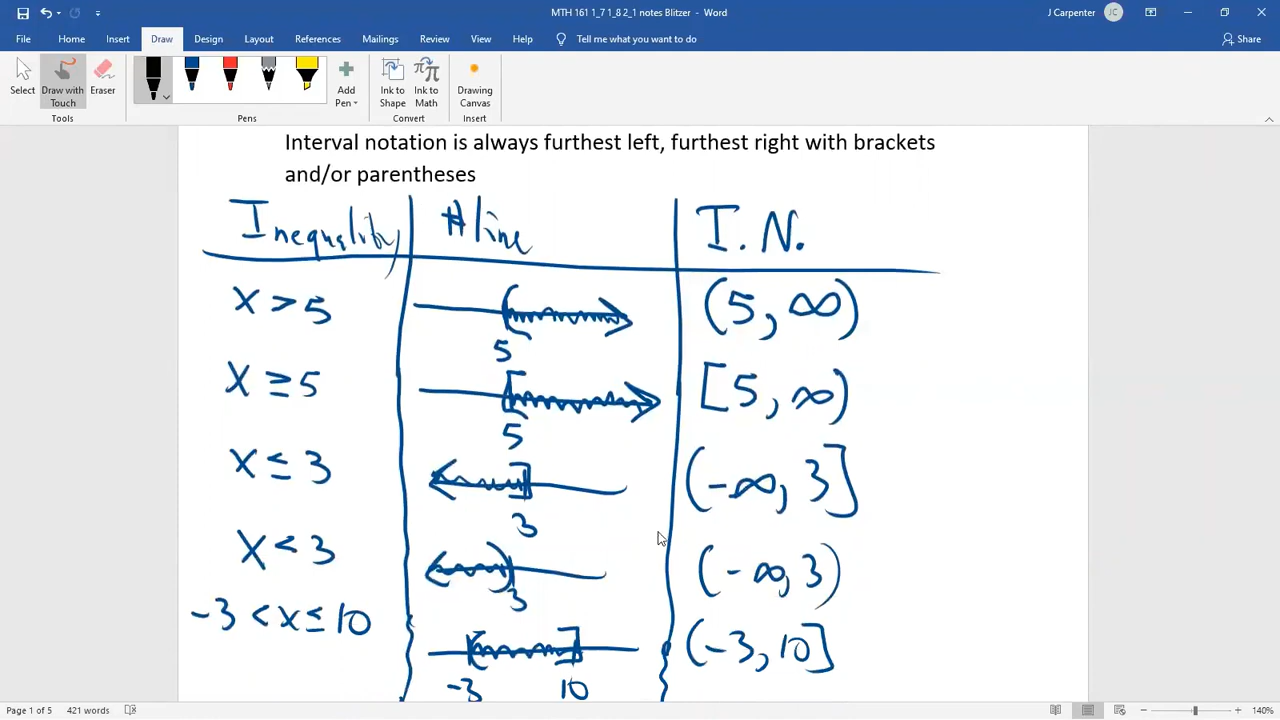 MTH 161 1_7 1_8 2_1 notes Blitzer - Word
J Carpenter JC
File Home Insert Draw Design Layout References Mailings Review View Help Tell me what you want to do Share
Select Draw with Touch Eraser Add Pen Ink to Shape Ink to Math Drawing Canvas
Tools Pens Convert Insert
Interval notation is always furthest left, furthest right with brackets
and/or parentheses
Inequality # line I.N.
x > 5 5 (5, ∞)
x ≥ 5 5 [5, ∞)
x ≤ 3 3 (-∞, 3]
x < 3 3 (-∞, 3)
-3 < x ≤ 10 -3 10 (-3, 10]
Page 1 of 5 421 words 140%